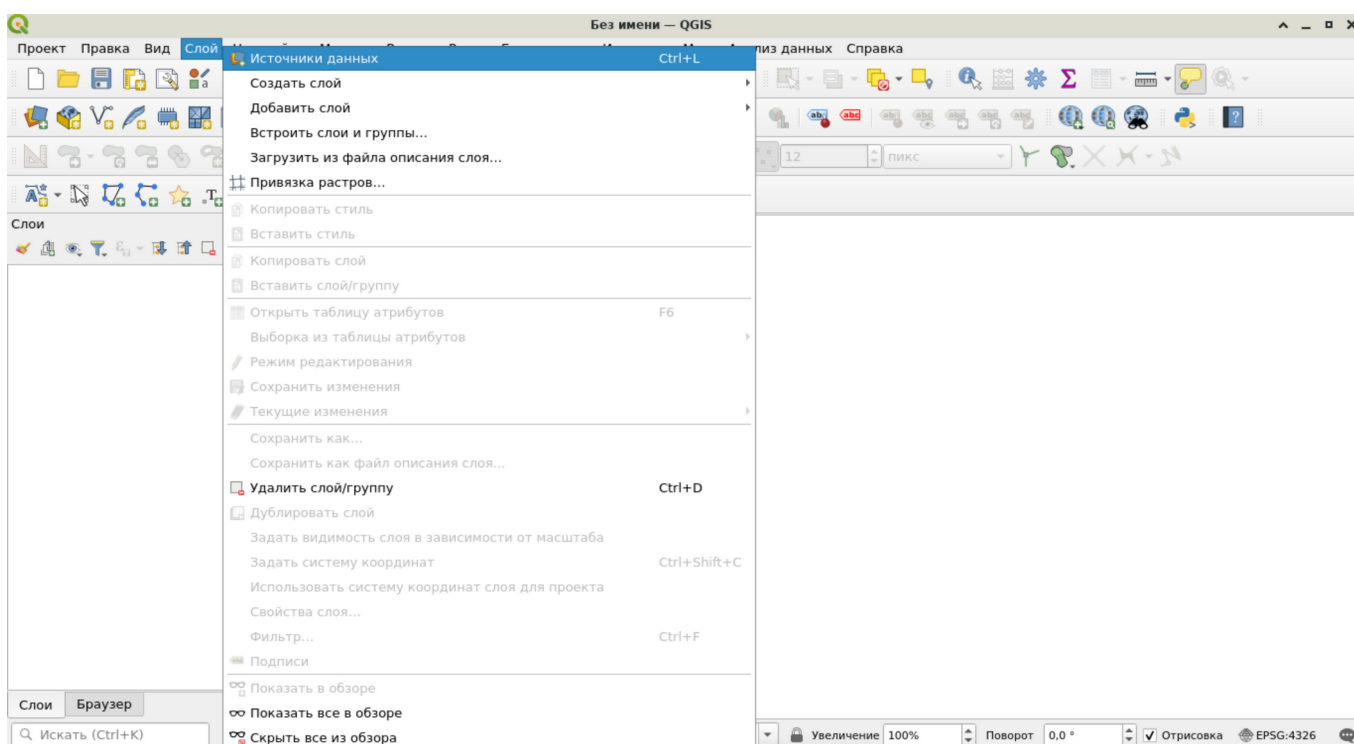 Без имени — QGIS
Проект Правка Вид Слой лиз данных Справка
Источники данных Ctrl+L
Создать слой
Добавить слой
Встроить слои и группы...
Загрузить из файла описания слоя...
12 пикс
Привязка растров...
Копировать стиль
Слои
Вставить стиль
Копировать слой
Вставить слой/группу
Открыть таблицу атрибутов F6
Выборка из таблицы атрибутов
Режим редактирования
Сохранить изменения
Текущие изменения
Сохранить как...
Сохранить как файл описания слоя...
Удалить слой/группу Ctrl+D
Дублировать слой
Задать видимость слоя в зависимости от масштаба
Задать систему координат Ctrl+Shift+C
Использовать систему координат слоя для проекта
Свойства слоя...
Фильтр... Ctrl+F
Подписи
Показать в обзоре
Слои Браузер
Показать все в обзоре
Искать (Ctrl+K)
Скрыть все из обзора
Увеличение 100% Поворот 0,0 ° Отрисовка EPSG:4326